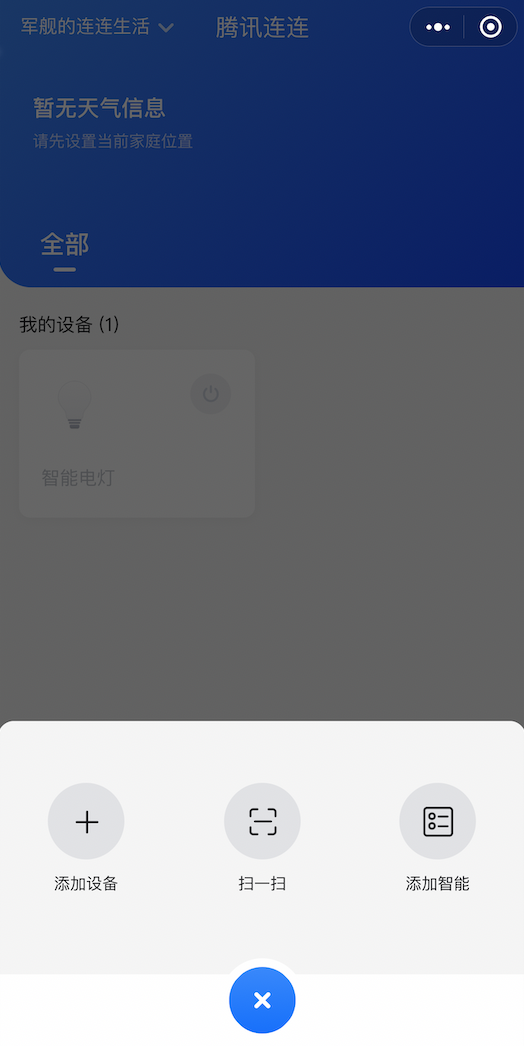 军舰的连连生活
腾讯连连
暂无天气信息
请先设置当前家庭位置
全部
我的设备 (1)
智能电灯
添加设备
扫一扫
添加智能